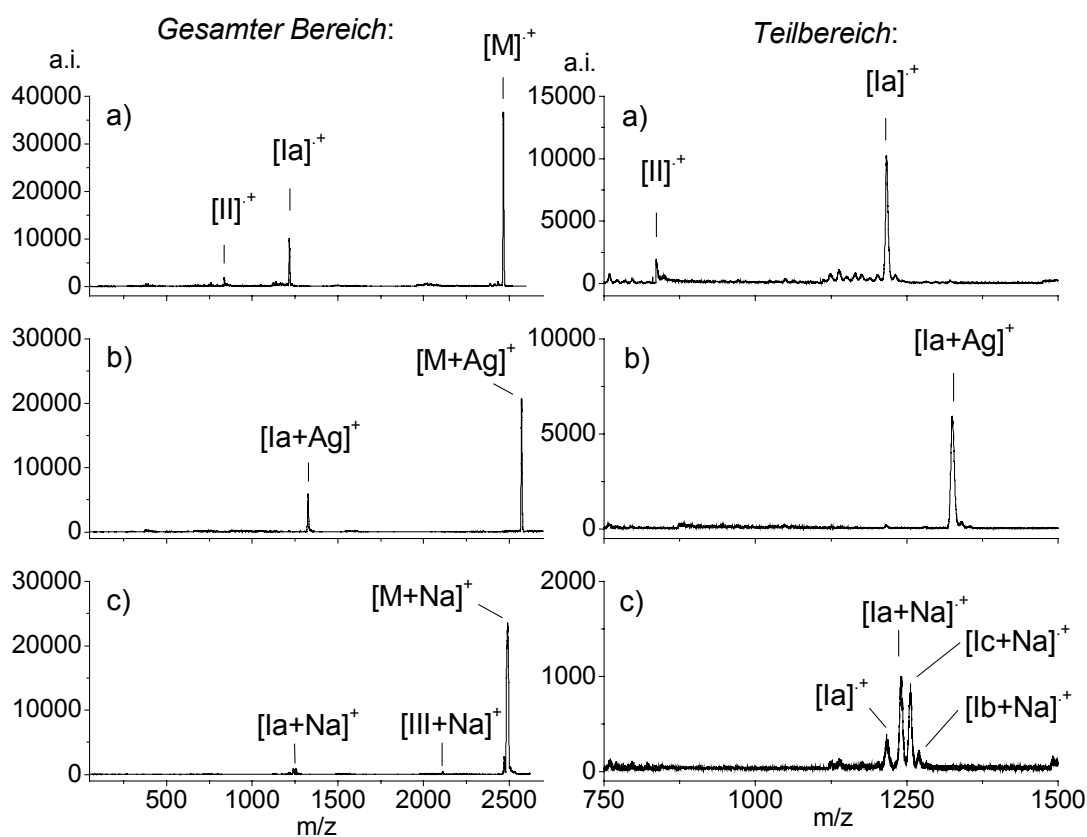 Gesamter Bereich:
Teilbereich:
a.i.
40000
30000
20000
10000
0
a)
[II]·+
[Ia]·+
[M]·+
a.i.
15000
10000
5000
0
a)
[II]·+
[Ia]·+
30000
20000
10000
0
b)
[Ia+Ag]+
[M+Ag]+
10000
5000
0
b)
[Ia+Ag]+
30000
20000
10000
0
c)
[Ia+Na]+
[III+Na]+
[M+Na]+
500 1000 1500 2000 2500
m/z
2000
1000
0
c)
[Ia]·+
[Ia+Na]·+
[Ic+Na]·+
[Ib+Na]·+
750 1000 1250 1500
m/z